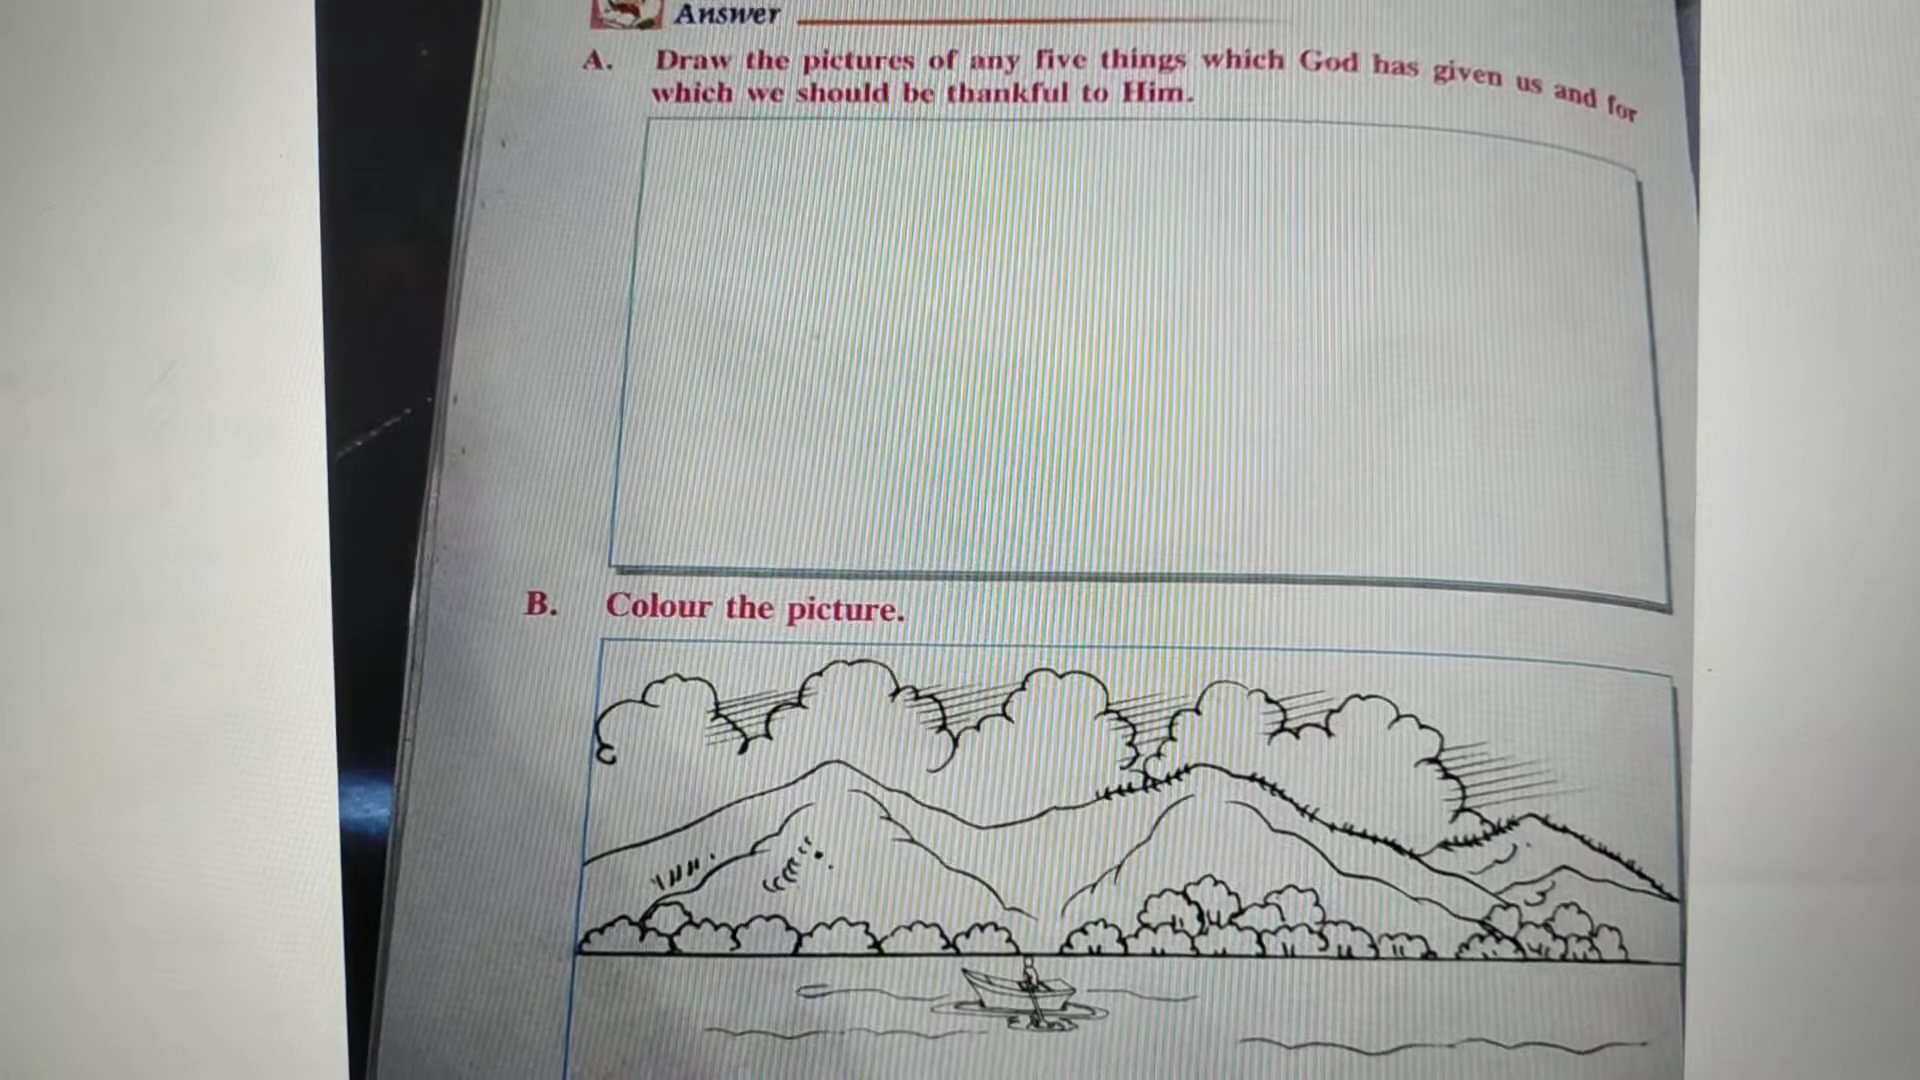 Answer
A. Draw the pictures of any five things which God has given us and for
which we should be thankful to Him.
B. Colour the picture.